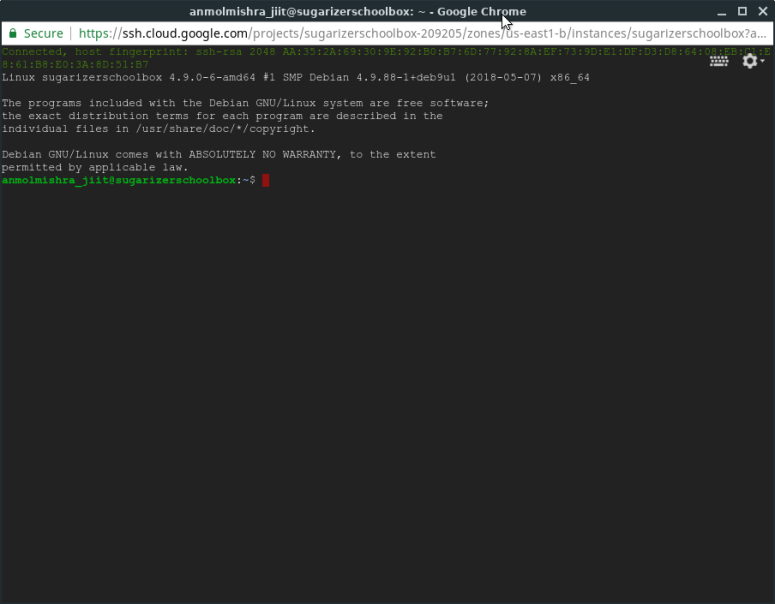 anmolmishra_jiit@sugarizerschoolbox: ~ - Google Chrome
Secure | https://ssh.cloud.google.com/projects/sugarizerschoolbox-209205/zones/us-east1-b/instances/sugarizerschoolbox?a...
Connected, host fingerprint: ssh-rsa 2048 AA:35:2A:69:30:9E:92:B0:B7:6D:77:92:8A:EF:73:9D:E1:DF:D3:D8:64:08:EB:C1:E
8:61:B8:E0:3A:8D:51:B7
Linux sugarizerschoolbox 4.9.0-6-amd64 #1 SMP Debian 4.9.88-1+deb9u1 (2018-05-07) x86_64
The programs included with the Debian GNU/Linux system are free software;
the exact distribution terms for each program are described in the
individual files in /usr/share/doc/*/copyright.
Debian GNU/Linux comes with ABSOLUTELY NO WARRANTY, to the extent
permitted by applicable law.
anmolmishra_jiit@sugarizerschoolbox:~$